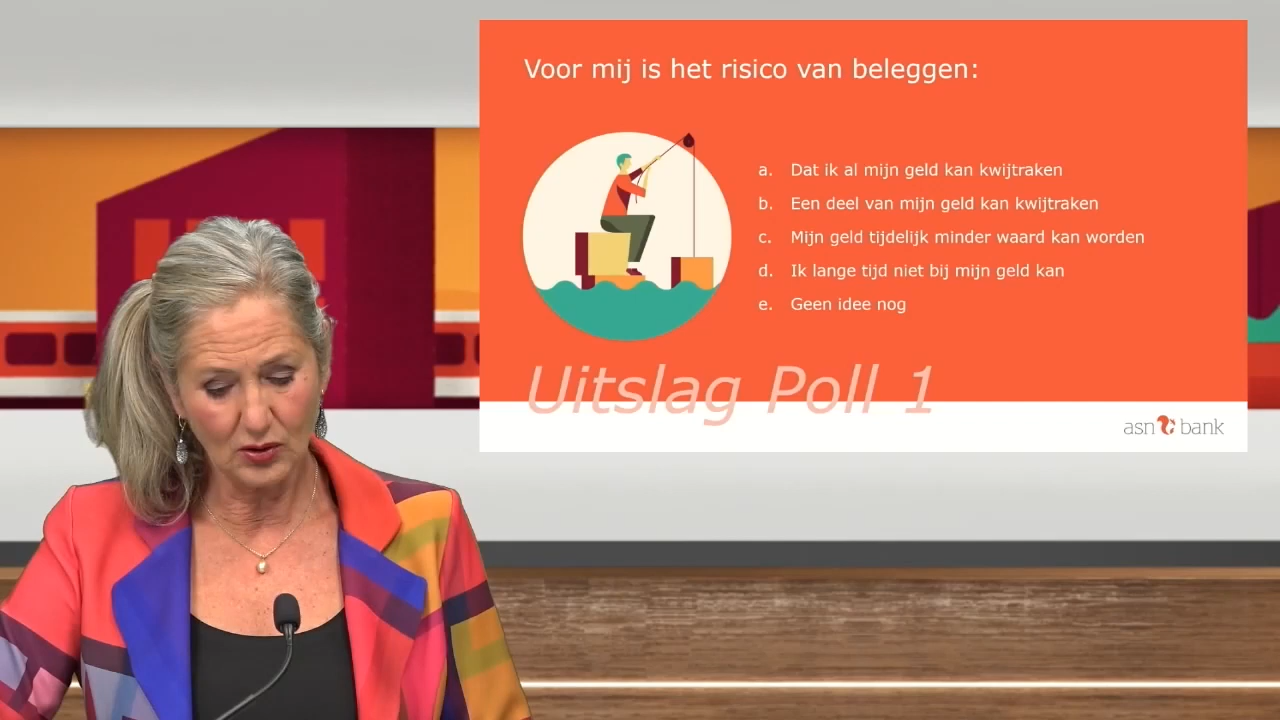 Voor mij is het risico van beleggen:
a. Dat ik al mijn geld kan kwijtraken
b. Een deel van mijn geld kan kwijtraken
c. Mijn geld tijdelijk minder waard kan worden
d. Ik lange tijd niet bij mijn geld kan
e. Geen idee nog
Uitslag Poll 1
asn bank